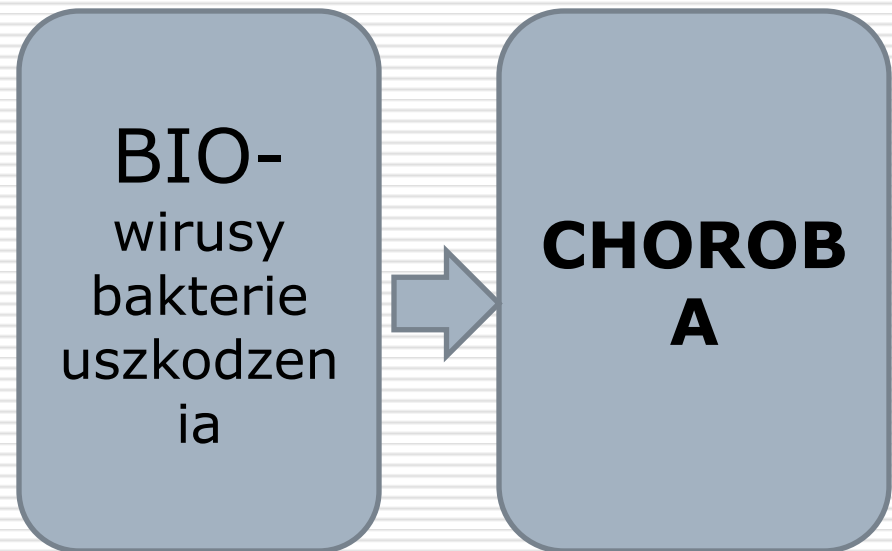 BIO-
wirusy
bakterie
uszkodzen
ia
CHOROB
A